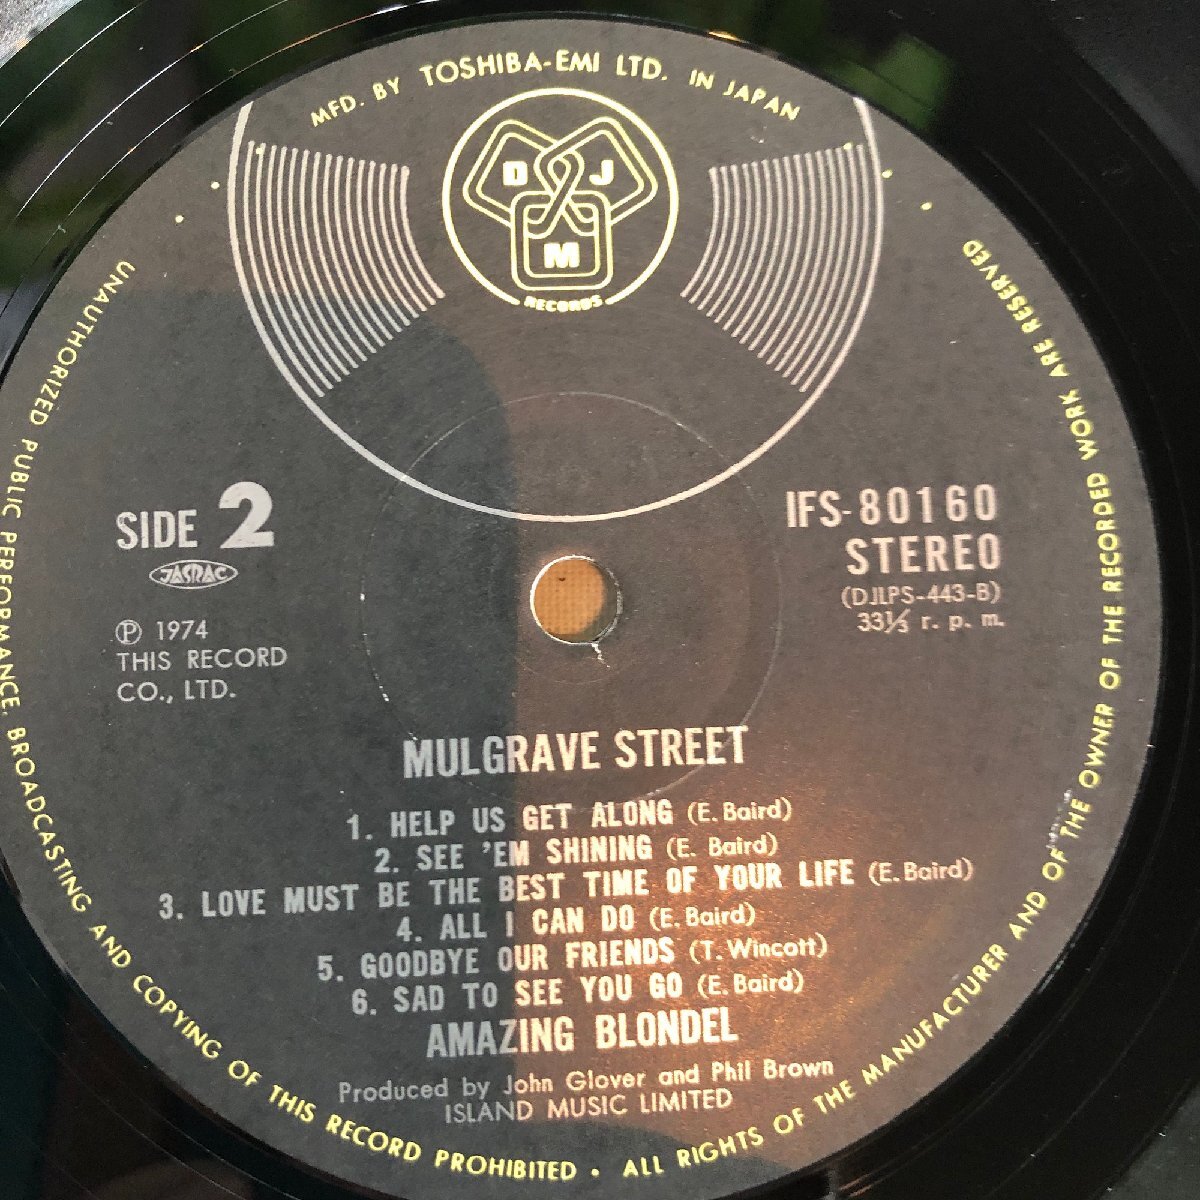 MFD. BY TOSHIBA-EMI LTD. IN JAPAN
D J
M
RECORDS
SIDE 2
JASRAC
Ⓟ 1974
THIS RECORD
CO., LTD.
IFS-80160
STEREO
(DJLPS-443-B)
33⅓ r. p. m.
MULGRAVE STREET
1. HELP US GET ALONG (E. Baird)
2. SEE 'EM SHINING (E. Baird)
3. LOVE MUST BE THE BEST TIME OF YOUR LIFE (E. Baird)
4. ALL I CAN DO (E. Baird)
5. GOODBYE OUR FRIENDS (T. Wincott)
6. SAD TO SEE YOU GO (E. Baird)
AMAZING BLONDEL
Produced by John Glover and Phil Brown
ISLAND MUSIC LIMITED
UNAUTHORIZED PUBLIC PERFORMANCE, BROADCASTING AND COPYING OF THIS RECORD PROHIBITED · ALL RIGHTS OF THE MANUFACTURER AND OF THE OWNER OF THE RECORDED WORK ARE RESERVED